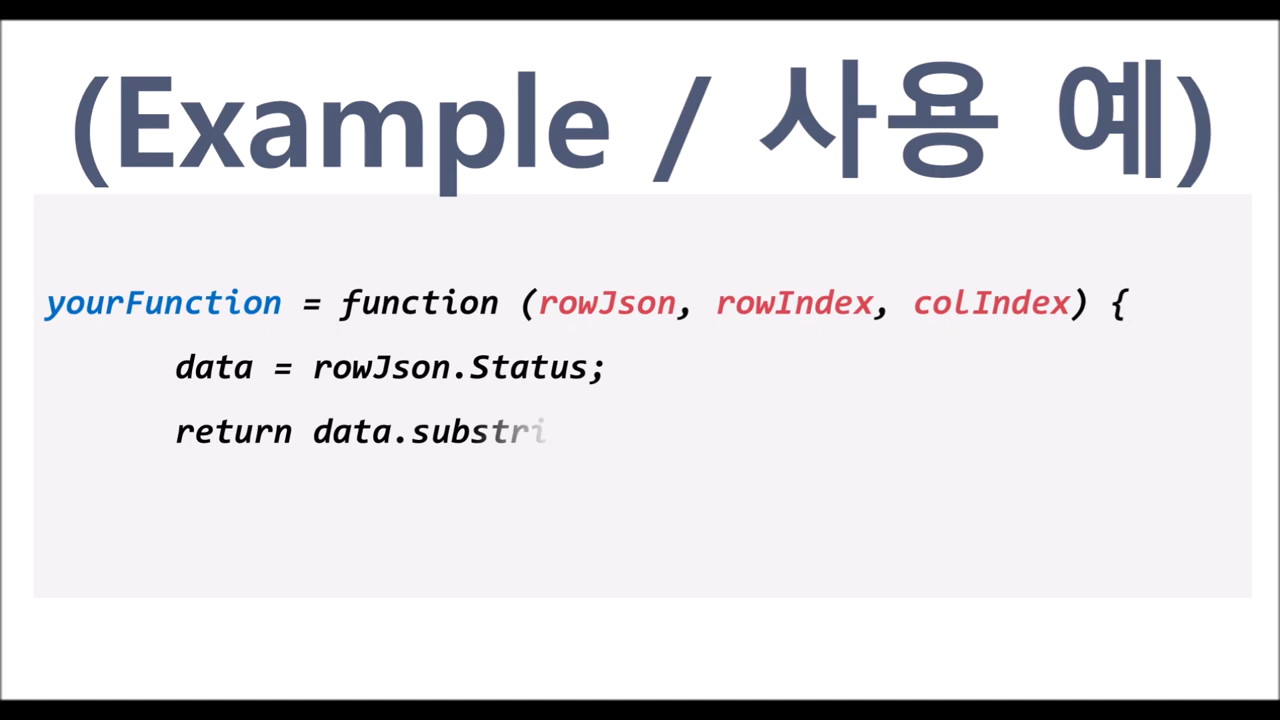 (Example / 사용 예)
yourFunction = function (rowJson, rowIndex, colIndex) {
data = rowJson.Status;
return data.substri